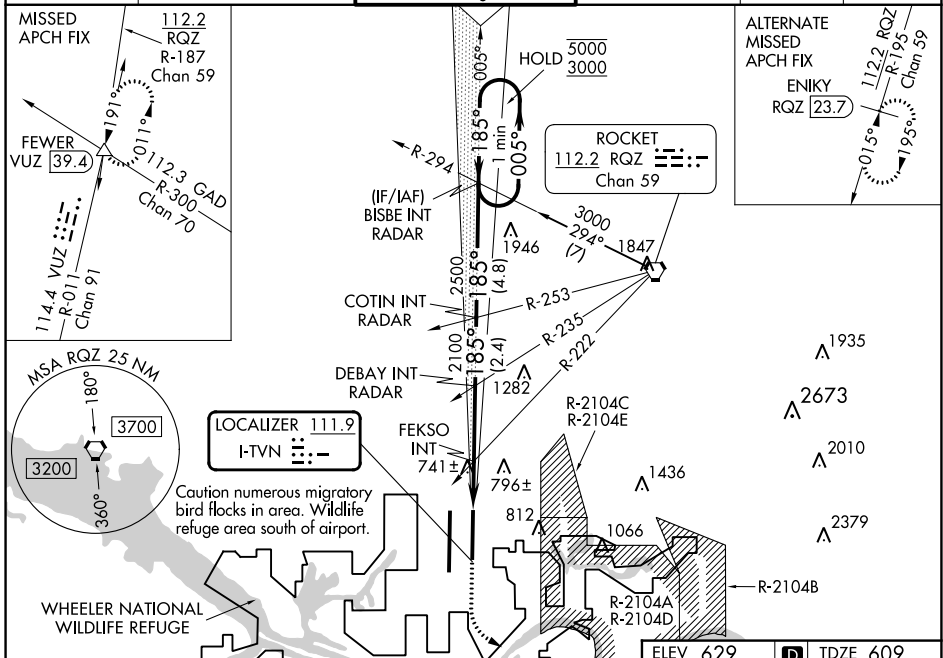 MISSED
APCH FIX
112.2
RQZ
R-187
Chan 59
191°
011°
FEWER
VUZ 39.4
112.3 GAD
R-300
Chan 70
114.4 VUZ
R-011
Chan 91
005°
HOLD 5000
3000
185°
1 min
005°
R-294
(IF/IAF)
BISBE INT
RADAR
1946
3000
294°
(7)
1847
ROCKET
112.2 RQZ
Chan 59
ALTERNATE
MISSED
APCH FIX
112.2 RQZ
R-195
Chan 59
ENIKY
RQZ 23.7
015°
195°
2500
185°
(4.8)
COTIN INT
RADAR
R-253
R-235
R-222
2100
185°
(2.4)
DEBAY INT
RADAR
1282
1935
2673
2010
2379
MSA RQZ 25 NM
180°
3700
3200
360°
LOCALIZER 111.9
I-TVN
FEKSO
INT
741±
796±
R-2104C
R-2104E
1436
812
1066
Caution numerous migratory
bird flocks in area. Wildlife
refuge area south of airport.
WHEELER NATIONAL
WILDLIFE REFUGE
R-2104A
R-2104D
R-2104B
ELEV 629
D
TDZE 609